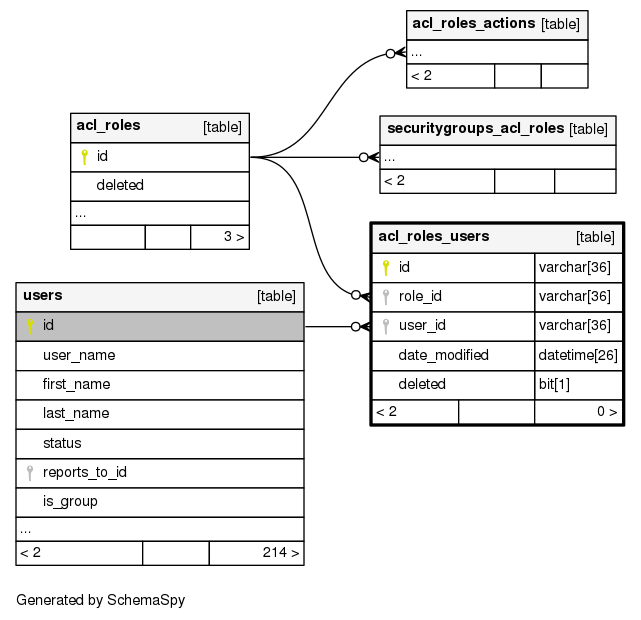 acl_roles_actions [table]
...
< 2
acl_roles [table]
id
deleted
...
3 >
securitygroups_acl_roles [table]
...
< 2
acl_roles_users [table]
id varchar[36]
role_id varchar[36]
user_id varchar[36]
date_modified datetime[26]
deleted bit[1]
< 2 0 >
users [table]
id
user_name
first_name
last_name
status
reports_to_id
is_group
...
< 2 214 >
Generated by SchemaSpy